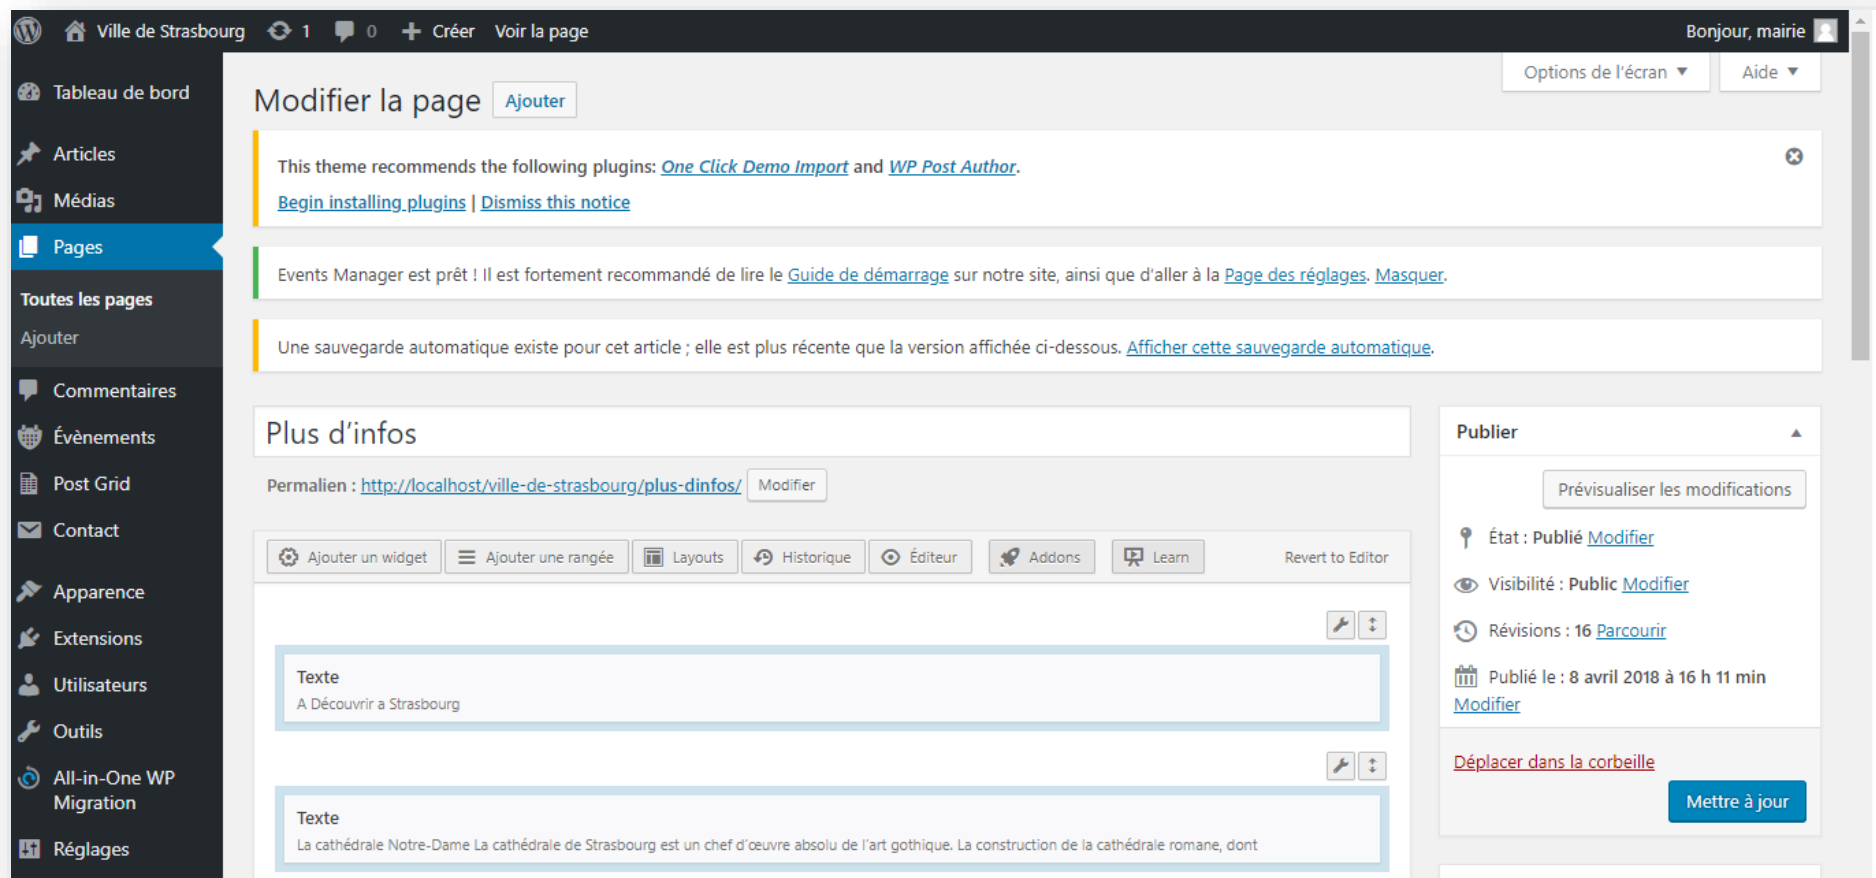 Ville de Strasbourg 1 0 Créer Voir la page Bonjour, mairie
Tableau de bord
Articles
Médias
Pages
Toutes les pages
Ajouter
Commentaires
Évènements
Post Grid
Contact
Apparence
Extensions
Utilisateurs
Outils
All-in-One WP
Migration
Réglages
Options de l'écran Aide
Modifier la page Ajouter
This theme recommends the following plugins: One Click Demo Import and WP Post Author.
Begin installing plugins | Dismiss this notice
Events Manager est prêt ! Il est fortement recommandé de lire le Guide de démarrage sur notre site, ainsi que d'aller à la Page des réglages. Masquer.
Une sauvegarde automatique existe pour cet article ; elle est plus récente que la version affichée ci-dessous. Afficher cette sauvegarde automatique.
Plus d’infos
Permalien : http://localhost/ville-de-strasbourg/plus-dinfos/ Modifier
Ajouter un widget Ajouter une rangée Layouts Historique Éditeur Addons Learn Revert to Editor
Texte
A Découvrir a Strasbourg
Texte
La cathédrale Notre-Dame La cathédrale de Strasbourg est un chef d’œuvre absolu de l’art gothique. La construction de la cathédrale romane, dont
Publier
Prévisualiser les modifications
État : Publié Modifier
Visibilité : Public Modifier
Révisions : 16 Parcourir
Publié le : 8 avril 2018 à 16 h 11 min
Modifier
Déplacer dans la corbeille
Mettre à jour